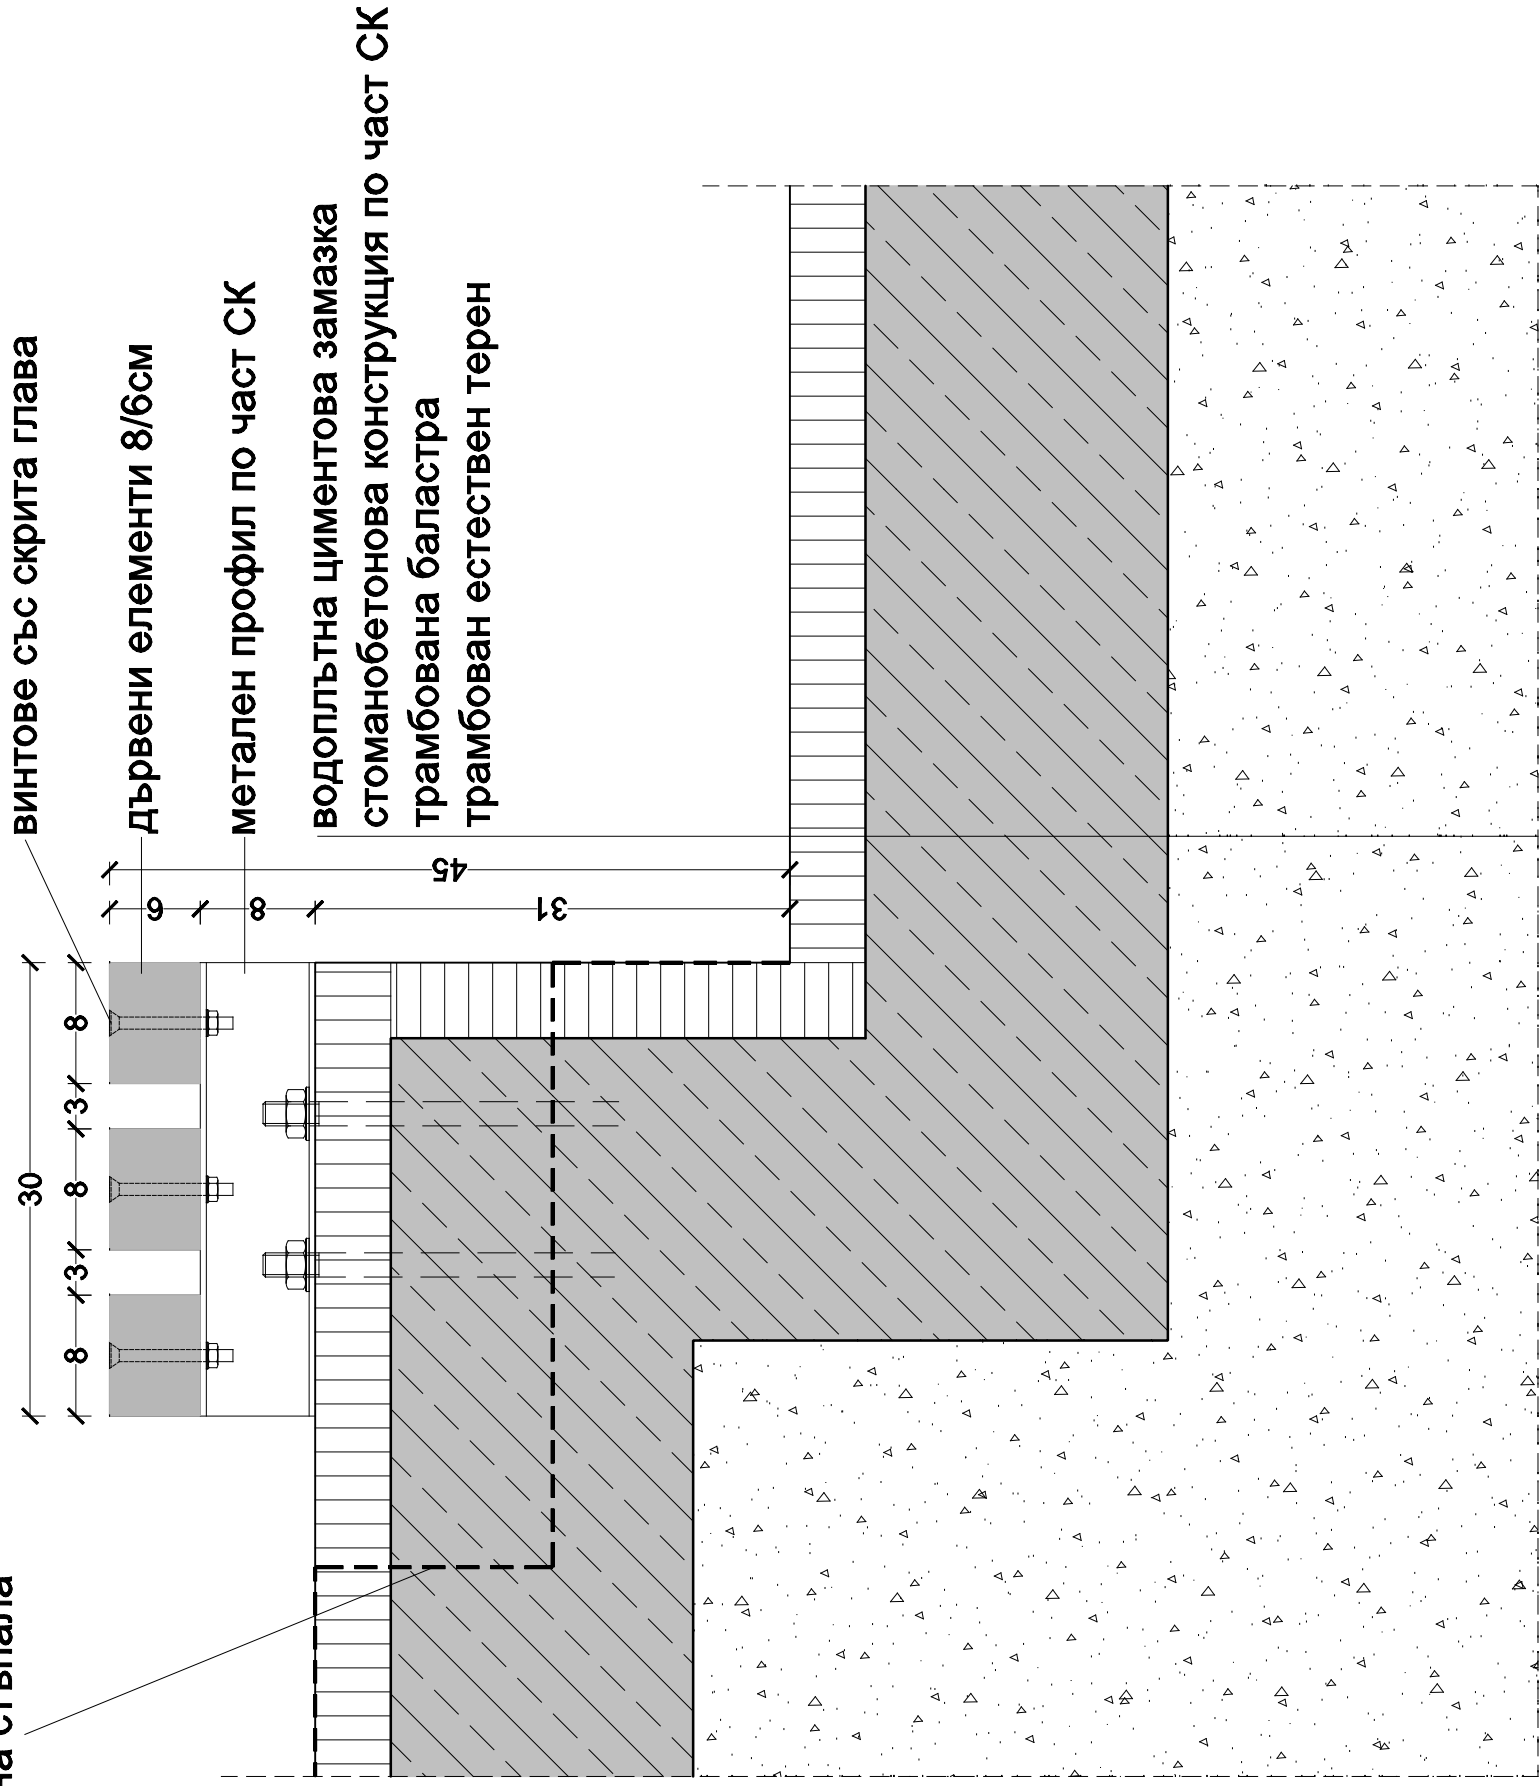 винтове със скрита глава
дървени елементи 8/6см
метален профил по част СК
водоплътна циментова замазка
стоманобетонова конструкция по част СК
трамбована баластра
трамбован естествен терен
30
8
3
8
3
8
6
8
31
45
стъпала